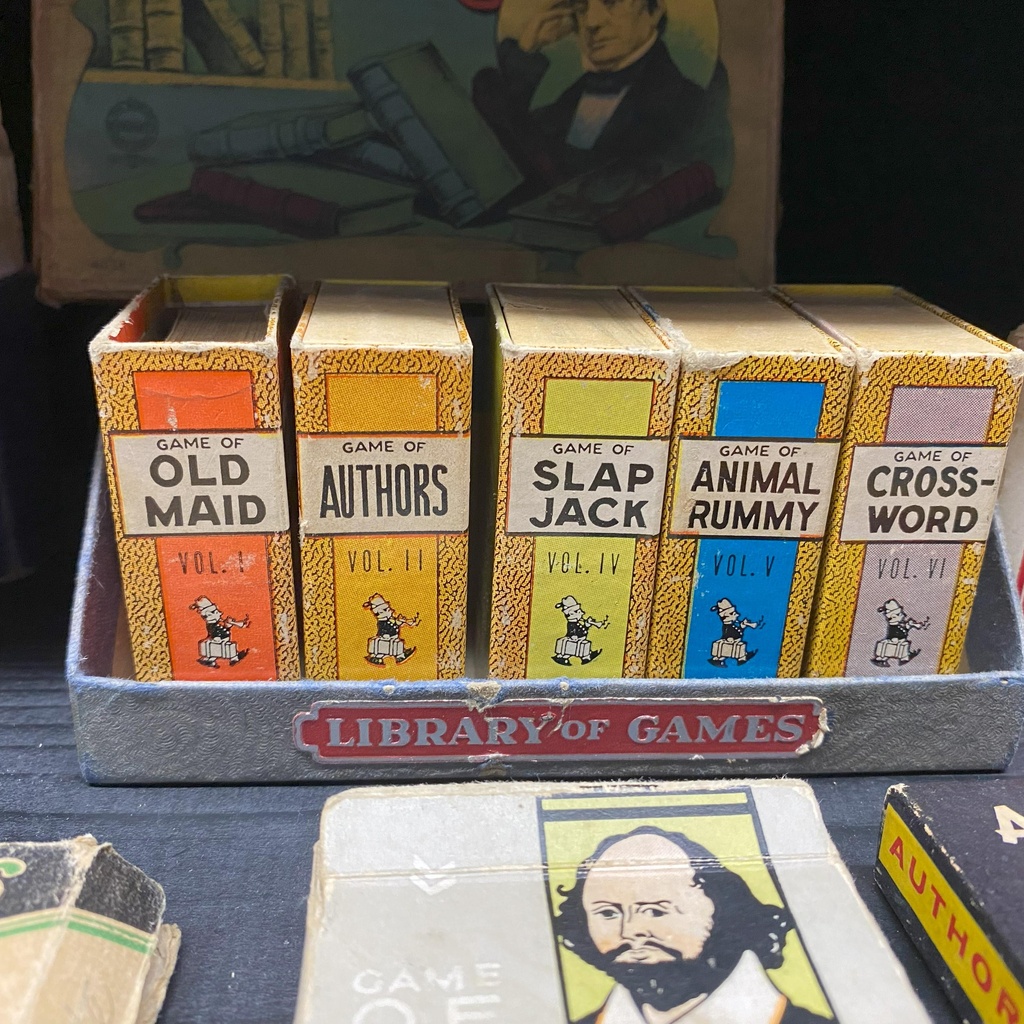 GAME OF
OLD
MAID
VOL. I
GAME OF
AUTHORS
VOL. II
GAME OF
SLAP
JACK
VOL. IV
GAME OF
ANIMAL
RUMMY
VOL. V
GAME OF
CROSS-
WORD
VOL. VI
LIBRARY OF GAMES
GAME
OF
AUTHOR